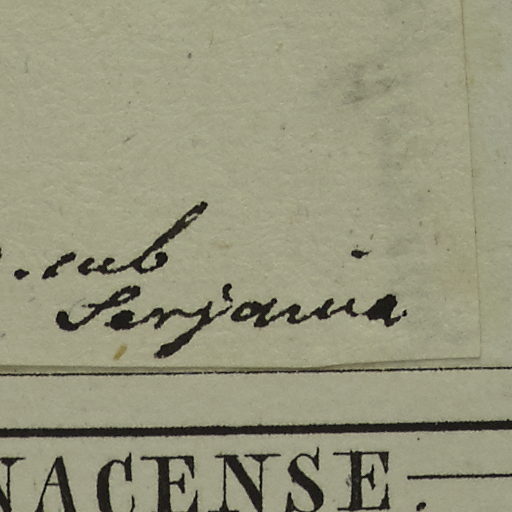 . sub
Serjania
NACENSE.